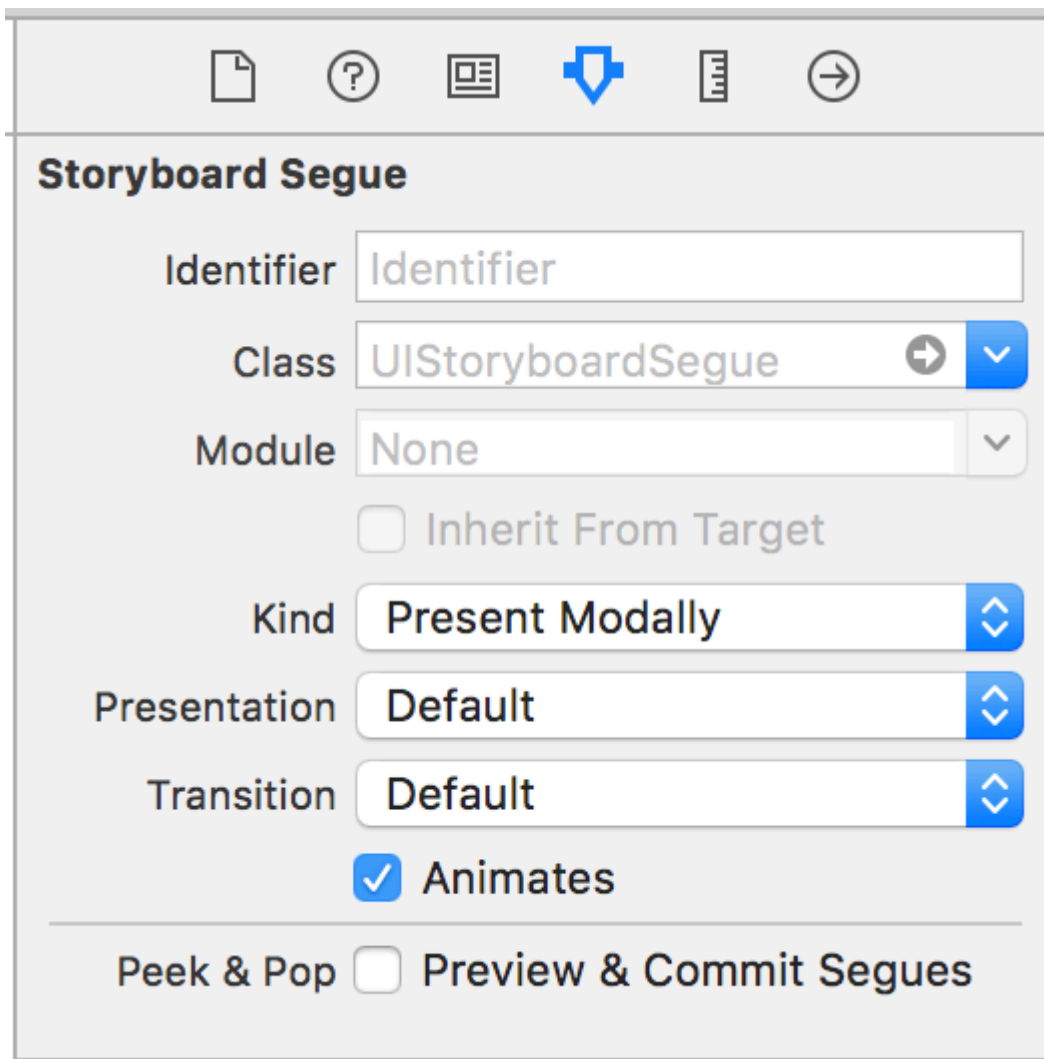 Storyboard Segue
Identifier Identifier
Class UIStoryboardSegue
Module None
Inherit From Target
Kind Present Modally
Presentation Default
Transition Default
Animates
Peek & Pop Preview & Commit Segues